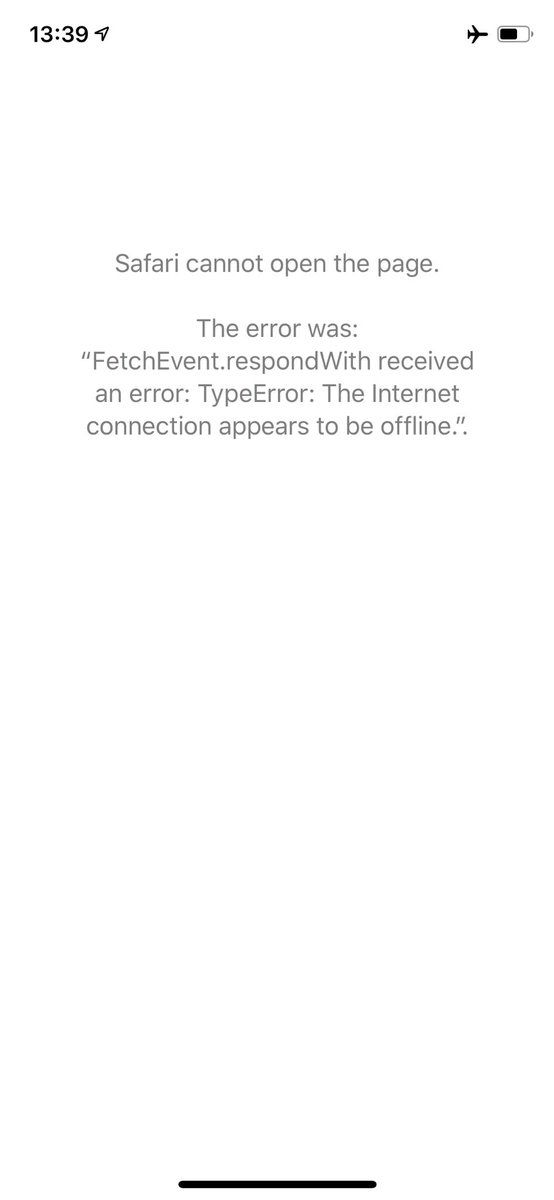 13:39
Safari cannot open the page.
The error was:
“FetchEvent.respondWith received
an error: TypeError: The Internet
connection appears to be offline.”.